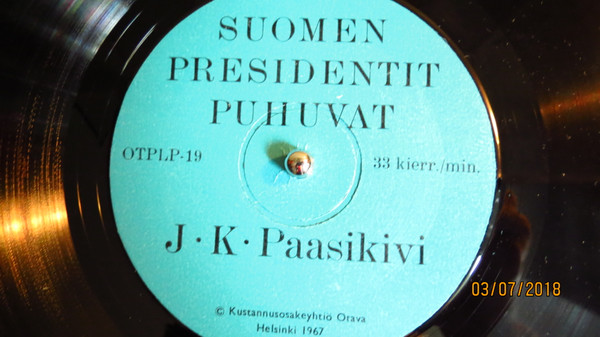 SUOMEN
PRESIDENTIT
PUHUVAT
OTPLP-19
33 kierr./min.
J · K · Paasikivi
© Kustannusosakeyhtiö Orava
Helsinki 1967
03/07/2018